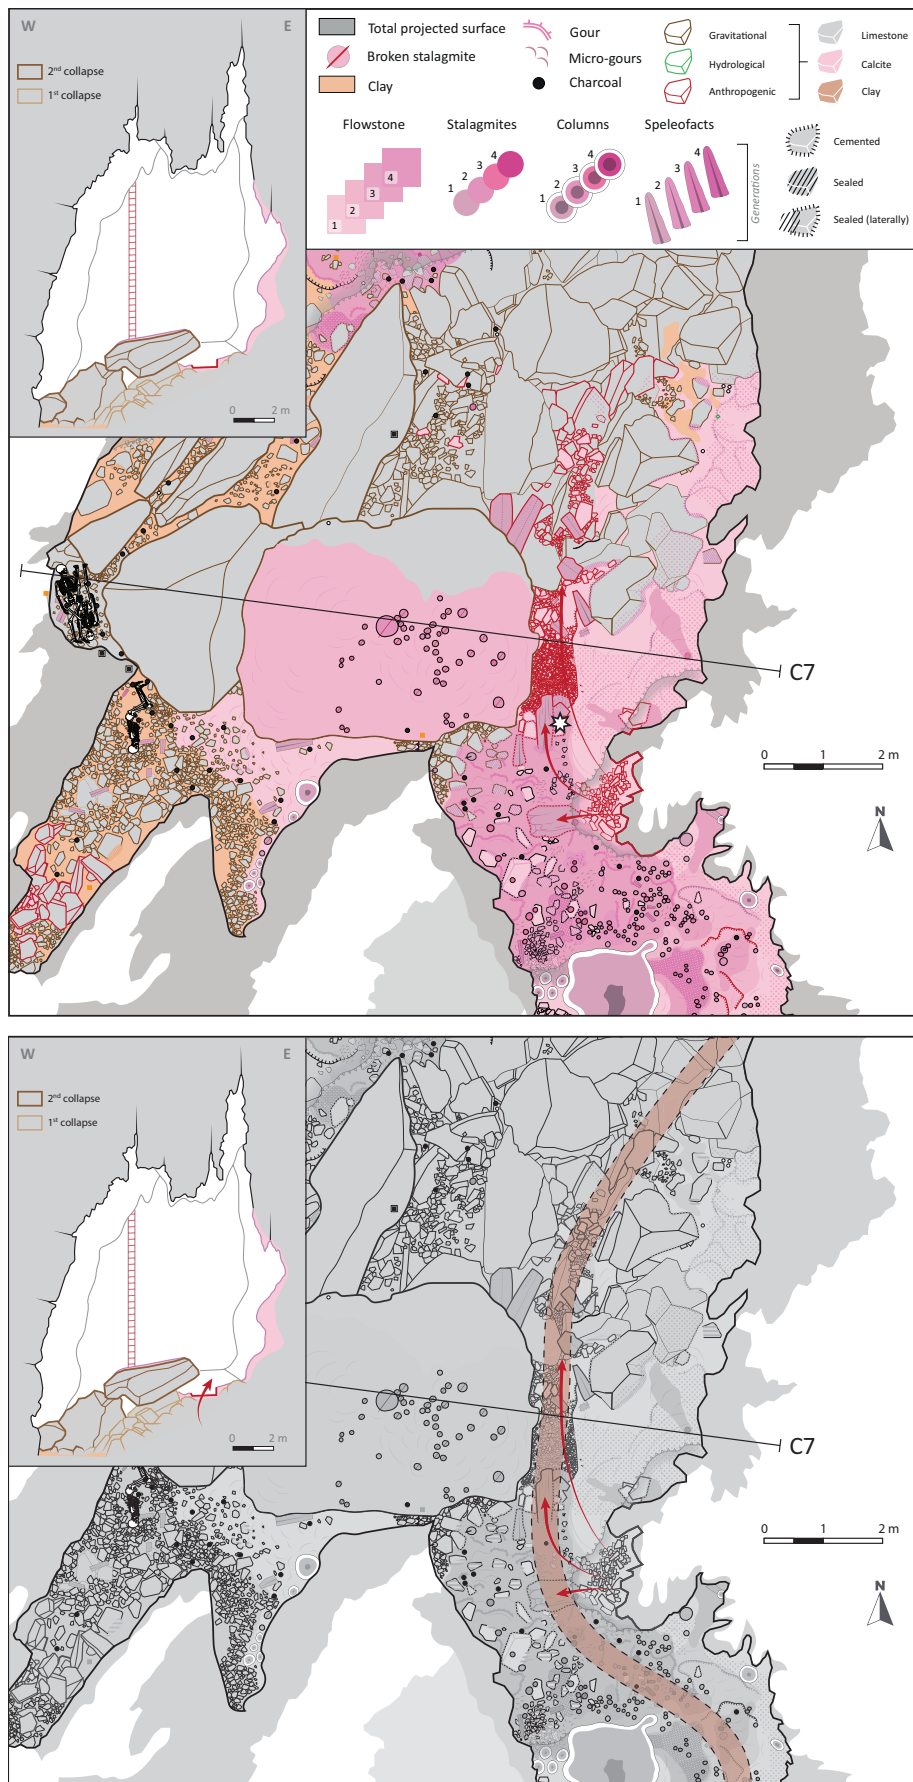 W E
2nd collapse
1st collapse
0 2 m
Total projected surface
Broken stalagmite
Clay
Gour
Micro-gours
Charcoal
Gravitational
Hydrological
Anthropogenic
Limestone
Calcite
Clay
Flowstone
Stalagmites
Columns
Speleofacts
1 2 3 4
1 2 3 4
1 2 3 4
1 2 3 4
Generations
Cemented
Sealed
Sealed (laterally)
C7
0 1 2 m
N
W E
2nd collapse
1st collapse
0 2 m
C7
0 1 2 m
N